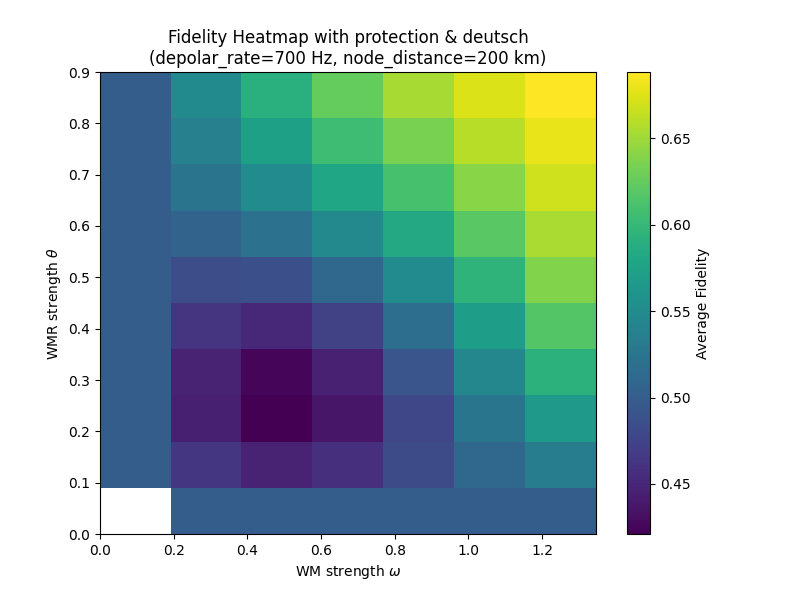 Fidelity Heatmap with protection & deutsch
(depolar_rate=700 Hz, node_distance=200 km)
0.9
0.8
0.7
0.6
0.5
0.4
0.3
0.2
0.1
0.0
WMR strength θ
0.0 0.2 0.4 0.6 0.8 1.0 1.2
WM strength ω
0.65
0.60
0.55
0.50
0.45
Average Fidelity